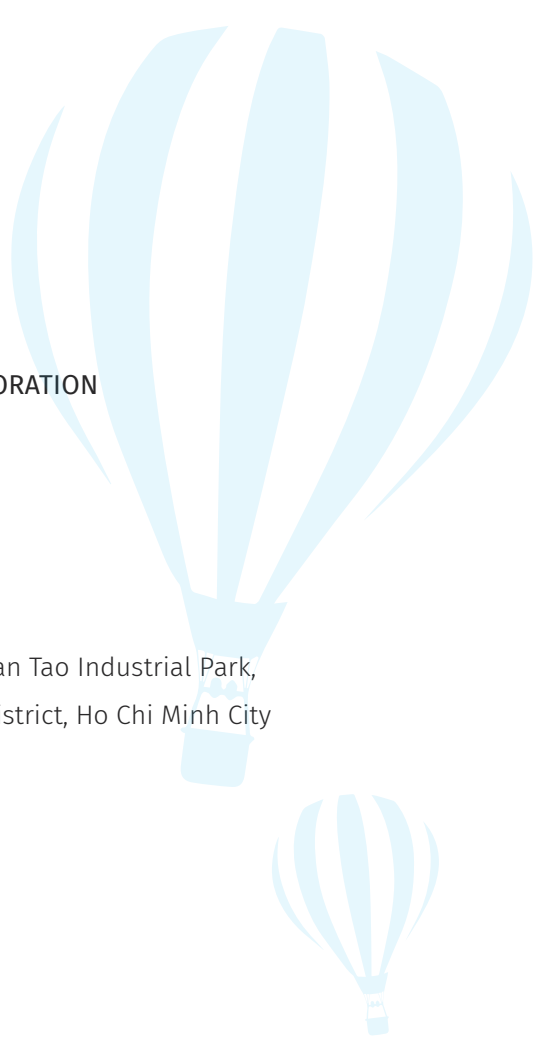 ORATION
an Tao Industrial Park,
istrict, Ho Chi Minh City